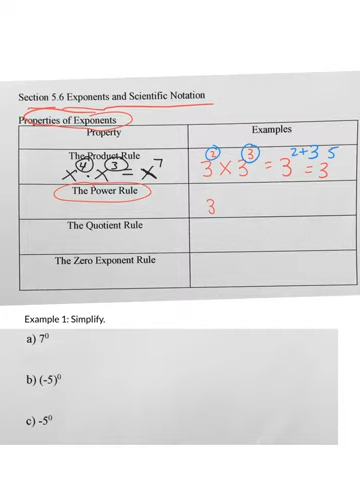 Section 5.6 Exponents and Scientific Notation
Properties of Exponents
Property Examples
The Product Rule
x⁴ · x³ = x⁷ 3² × 3³ = 3²⁺³ = 3⁵
The Power Rule 3
The Quotient Rule
The Zero Exponent Rule
Example 1: Simplify.
a) 7⁰
b) (-5)⁰
c) -5⁰